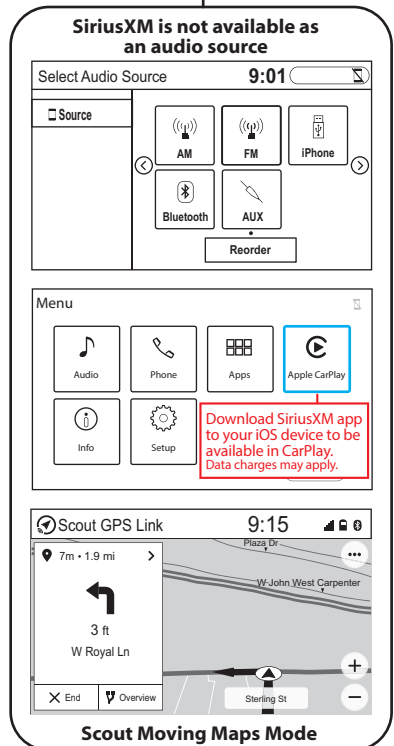 SiriusXM is not available as
an audio source
Select Audio Source
9:01
Source
AM
FM
iPhone
Bluetooth
AUX
Reorder
Menu
Audio
Phone
Apps
Apple CarPlay
Info
Setup
Download SiriusXM app
to your iOS device to be
available in CarPlay.
Data charges may apply.
Scout GPS Link
9:15
7m • 1.9 mi
Plaza Dr
W John West Carpenter
3 ft
W Royal Ln
End
Overview
Sterling St
Scout Moving Maps Mode